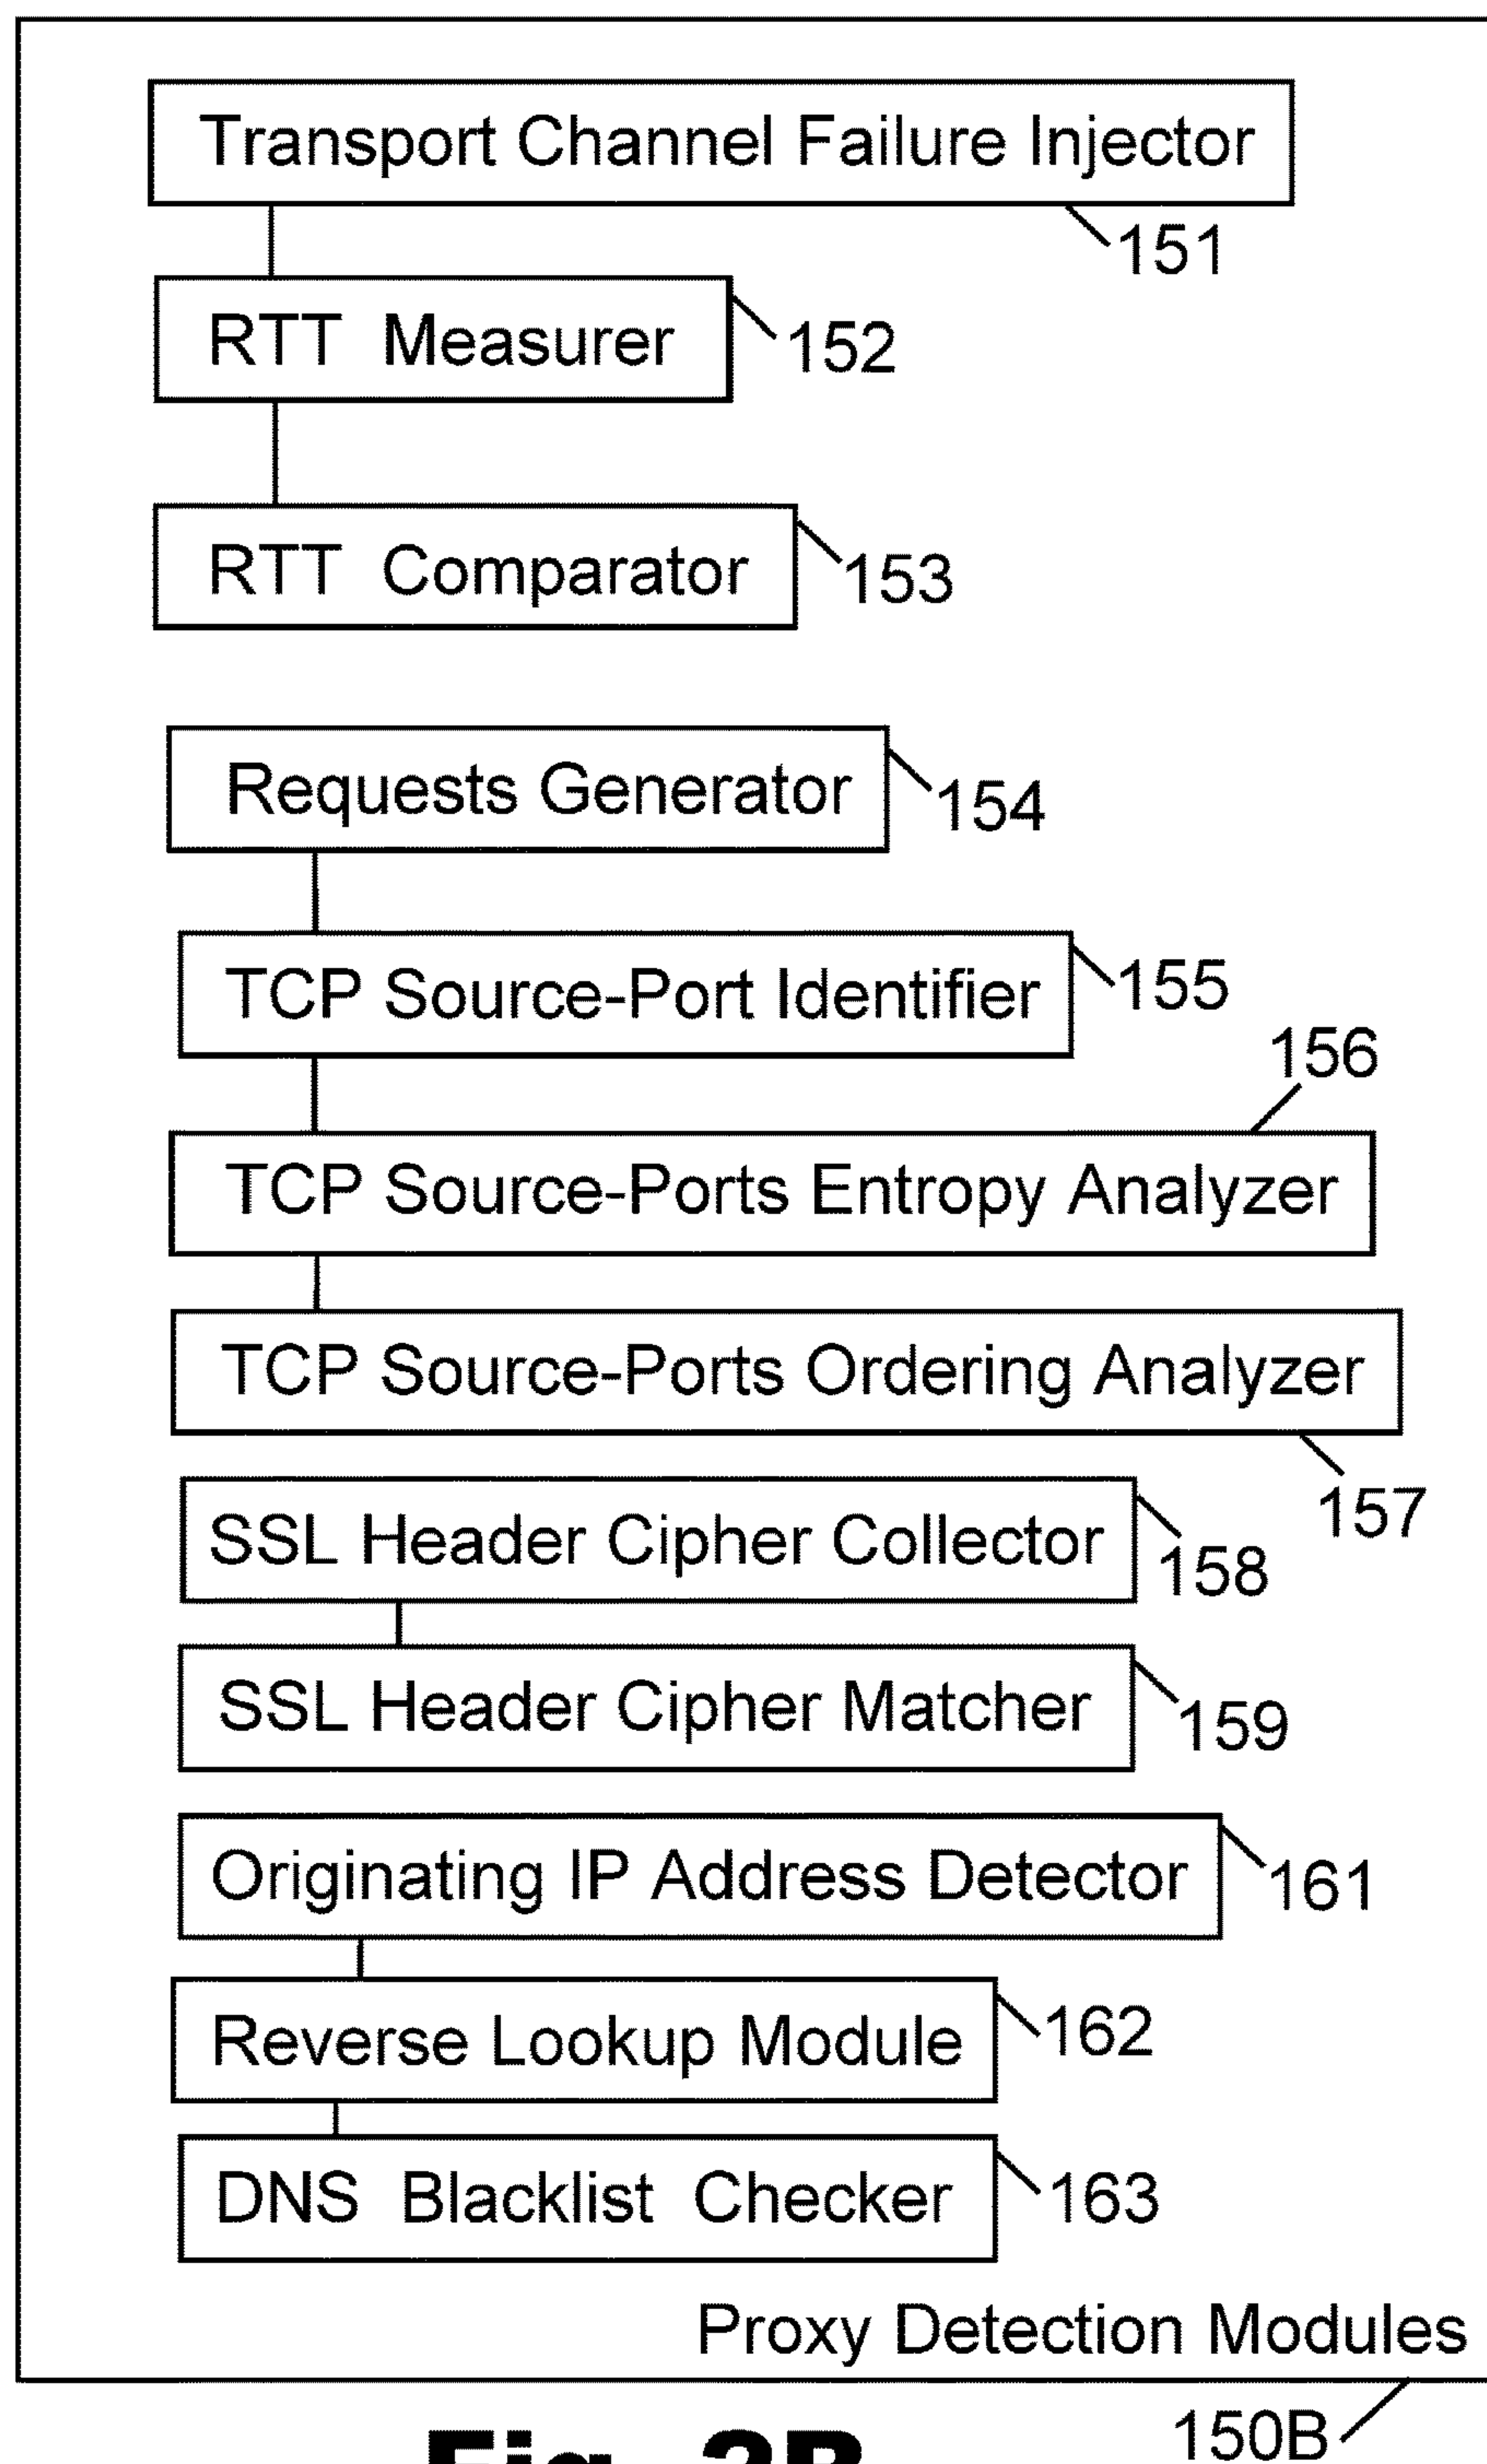 Transport Channel Failure Injector
151
RTT Measurer
152
RTT Comparator
153
Requests Generator
154
TCP Source-Port Identifier
155
156
TCP Source-Ports Entropy Analyzer
TCP Source-Ports Ordering Analyzer
157
SSL Header Cipher Collector
158
SSL Header Cipher Matcher
159
Originating IP Address Detector
161
Reverse Lookup Module
162
DNS Blacklist Checker
163
Proxy Detection Modules
150B
Fig. 2B